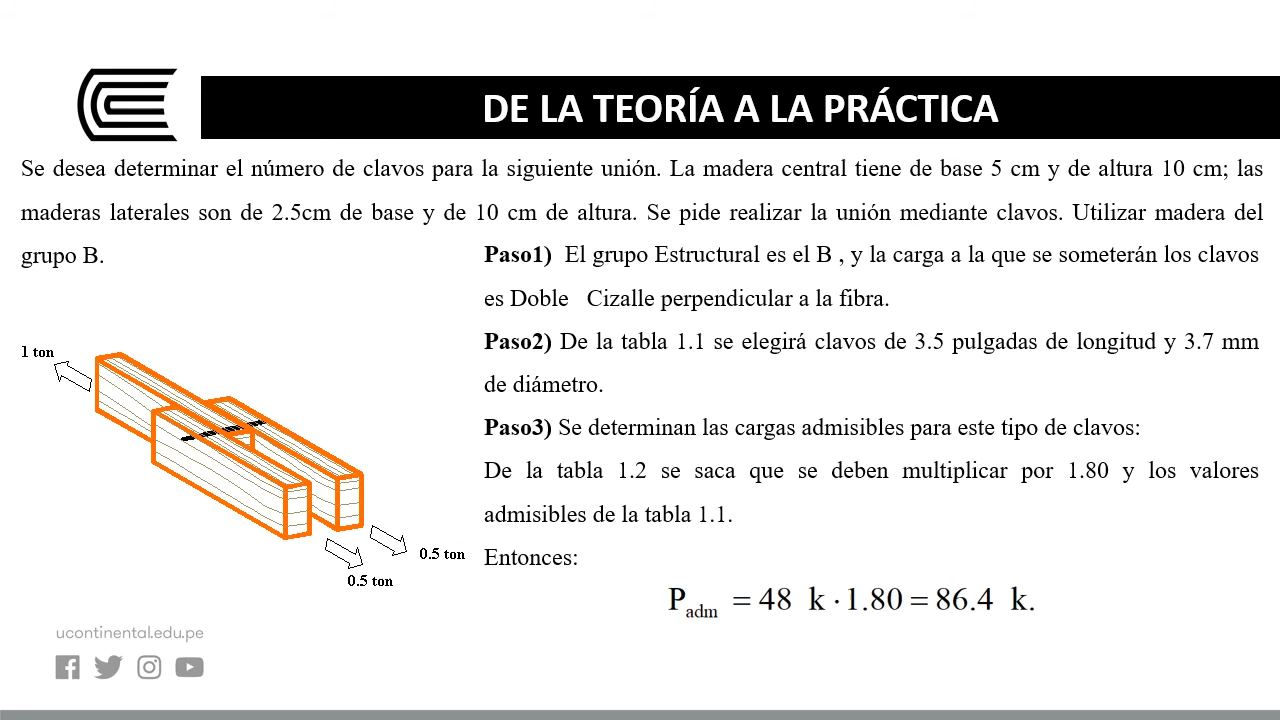 DE LA TEORÍA A LA PRÁCTICA
Se desea determinar el número de clavos para la siguiente unión. La madera central tiene de base 5 cm y de altura 10 cm; las
maderas laterales son de 2.5cm de base y de 10 cm de altura. Se pide realizar la unión mediante clavos. Utilizar madera del
grupo B.
Paso1) El grupo Estructural es el B , y la carga a la que se someterán los clavos
es Doble Cizalle perpendicular a la fibra.
Paso2) De la tabla 1.1 se elegirá clavos de 3.5 pulgadas de longitud y 3.7 mm
de diámetro.
Paso3) Se determinan las cargas admisibles para este tipo de clavos:
De la tabla 1.2 se saca que se deben multiplicar por 1.80 y los valores
admisibles de la tabla 1.1.
Entonces:
P adm = 48 k · 1.80 = 86.4 k.
1 ton
0.5 ton
0.5 ton
ucontinental.edu.pe